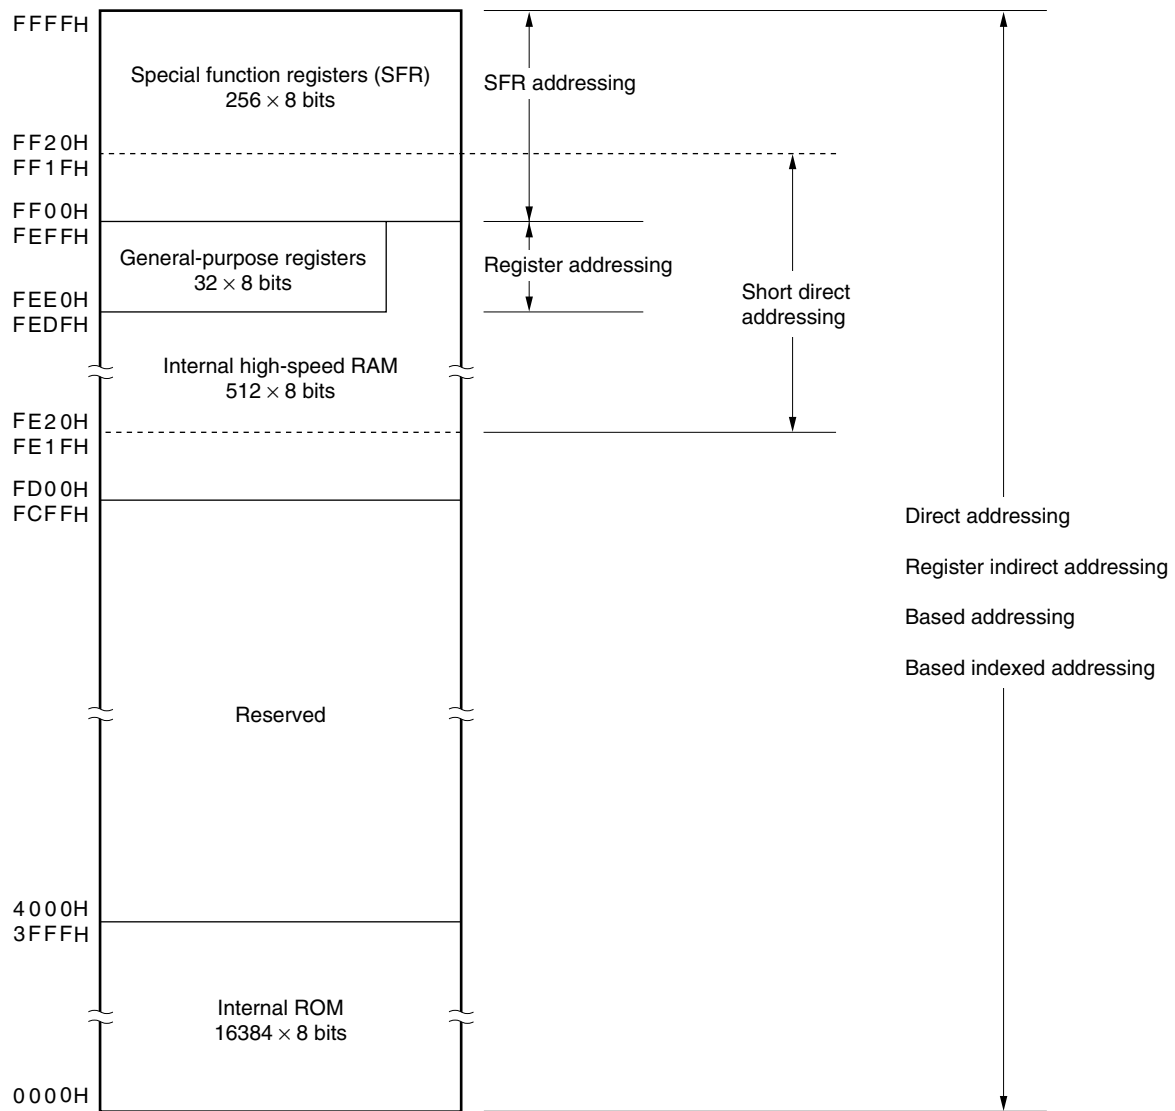 FFFFH
Special function registers (SFR)
256 × 8 bits
SFR addressing
FF20H
FF1FH
FF00H
FEFFH
General-purpose registers
32 × 8 bits
Register addressing
Short direct
addressing
FEE0H
FEDFH
Internal high-speed RAM
512 × 8 bits
FE20H
FE1FH
FD00H
FCFFH
Direct addressing
Register indirect addressing
Based addressing
Based indexed addressing
Reserved
4000H
3FFFH
Internal ROM
16384 × 8 bits
0000H